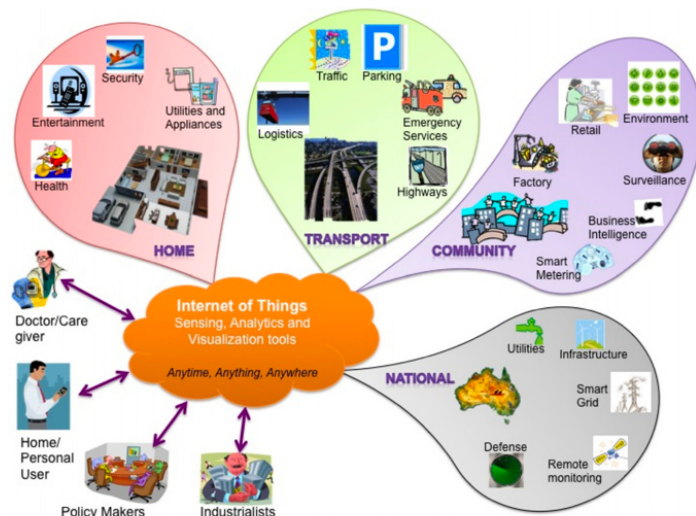 Security
Entertainment
Utilities and
Appliances
Health
HOME
Traffic
P
Parking
Logistics
Emergency
Services
Highways
TRANSPORT
Retail
Environment
Factory
Surveillance
Business
Intelligence
Smart
Metering
COMMUNITY
Internet of Things
Sensing, Analytics and
Visualization tools
Anytime, Anything, Anywhere
NATIONAL
Utilities
Infrastructure
Smart
Grid
Defense
Remote
monitoring
Doctor/Care
giver
Home/
Personal
User
Policy Makers
Industrialists